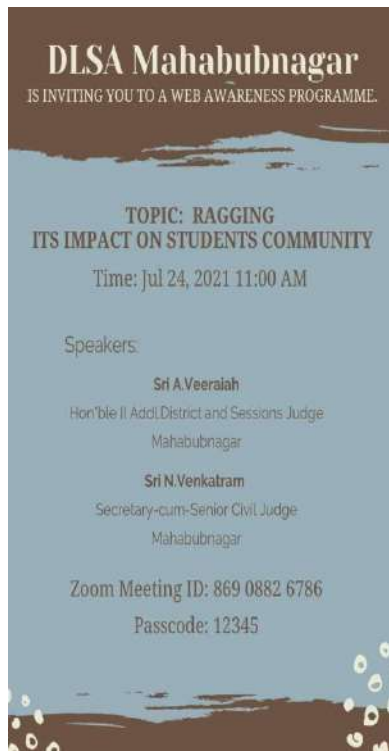 DLSA Mahabubnagar
IS INVITING YOU TO A WEB AWARENESS PROGRAMME.
TOPIC: RAGGING
ITS IMPACT ON STUDENTS COMMUNITY
Time: Jul 24, 2021 11:00 AM
Speakers:
Sri A.Veeraiah
Hon'ble II Addl.District and Sessions Judge
Mahabubnagar
Sri N.Venkatram
Secretary-cum-Senior Civil Judge
Mahabubnagar
Zoom Meeting ID: 869 0882 6786
Passcode: 12345